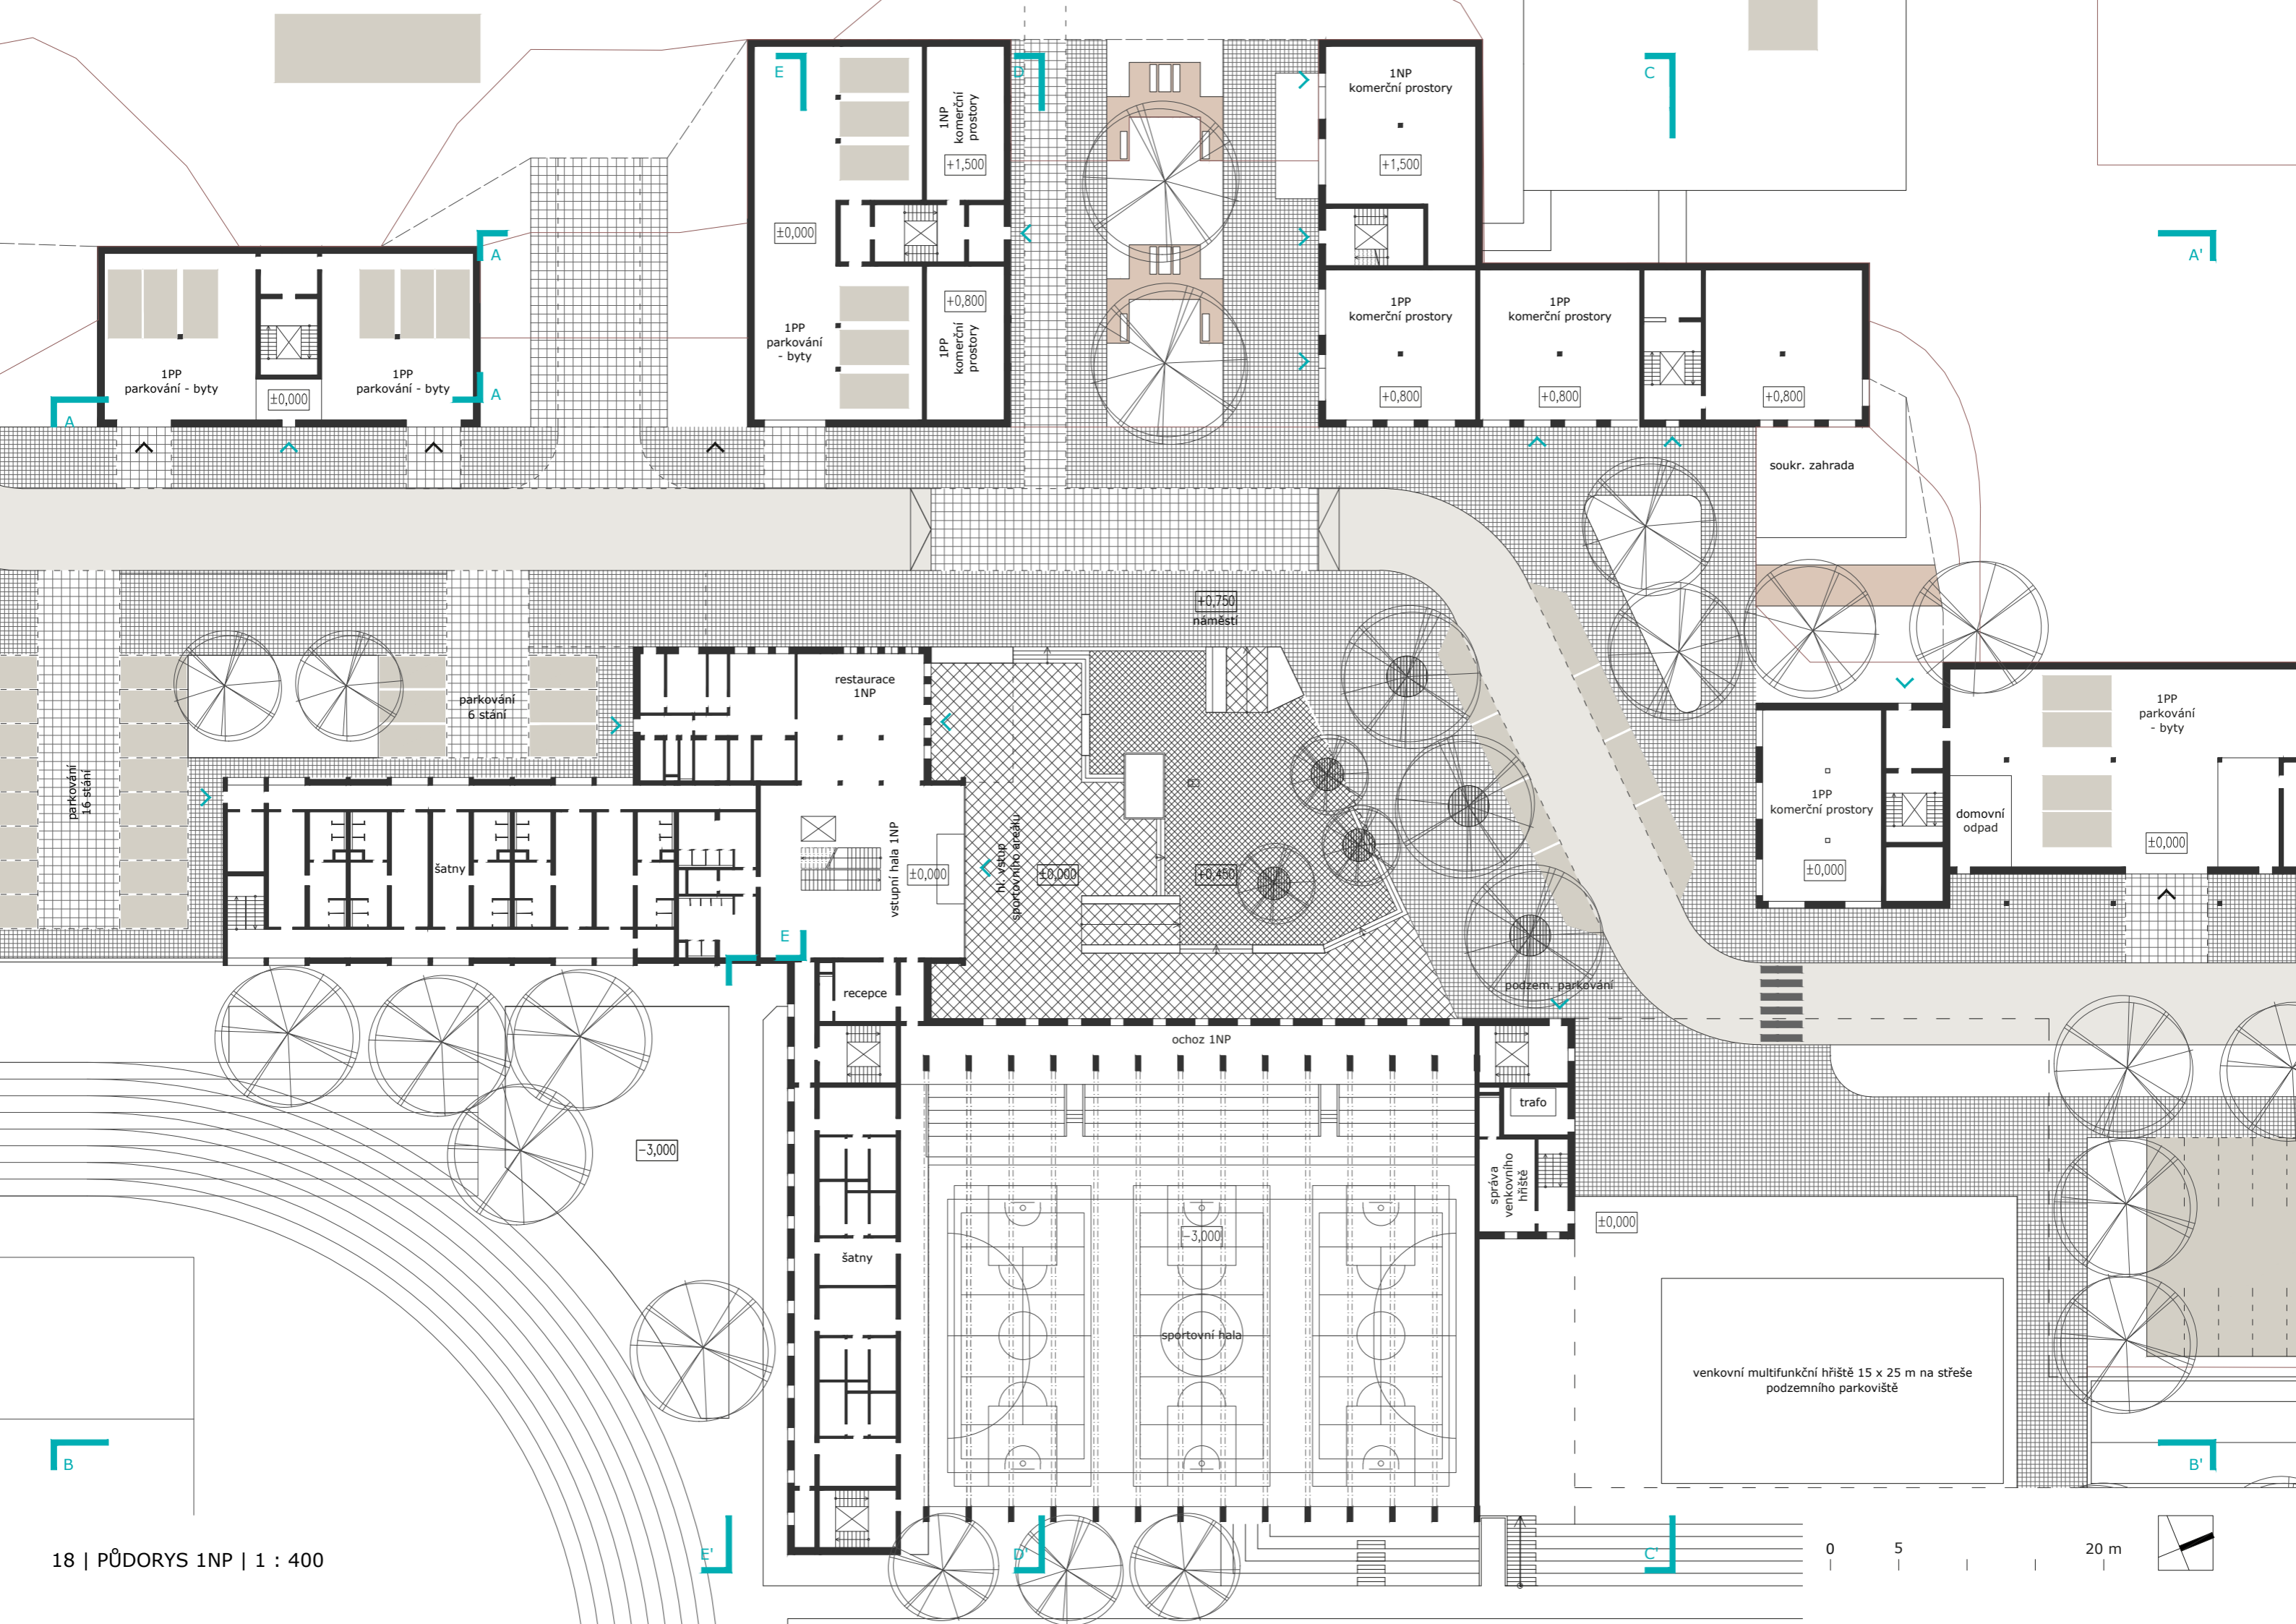 E
D
C
1NP
komerční prostory
1NP
komerční
prostory
+1,500
+1,500
±0,000
A
A'
+0,800
1PP
komerční
prostory
1PP
parkování
- byty
1PP
komerční prostory
1PP
komerční prostory
1PP
parkování - byty
1PP
parkování - byty
±0,000
A
A
+0,800
+0,800
+0,800
soukr. zahrada
+0,750
náměstí
restaurace
1NP
parkování
6 stání
parkování
16 stání
1PP
parkování
- byty
1PP
komerční prostory
domovní
odpad
±0,000
±0,000
šatny
vstupní hala 1NP
±0,000
hl. vstup
sportovního areálu
±0,000
+0,450
E
recepce
podzem. parkování
ochoz 1NP
trafo
-3,000
správa
venkovního
hřiště
±0,000
-3,000
šatny
sportovní hala
venkovní multifunkční hřiště 15 x 25 m na střeše
podzemního parkoviště
B
B'
E'
D'
C'
18 | PŮDORYS 1NP | 1 : 400
0
5
20 m